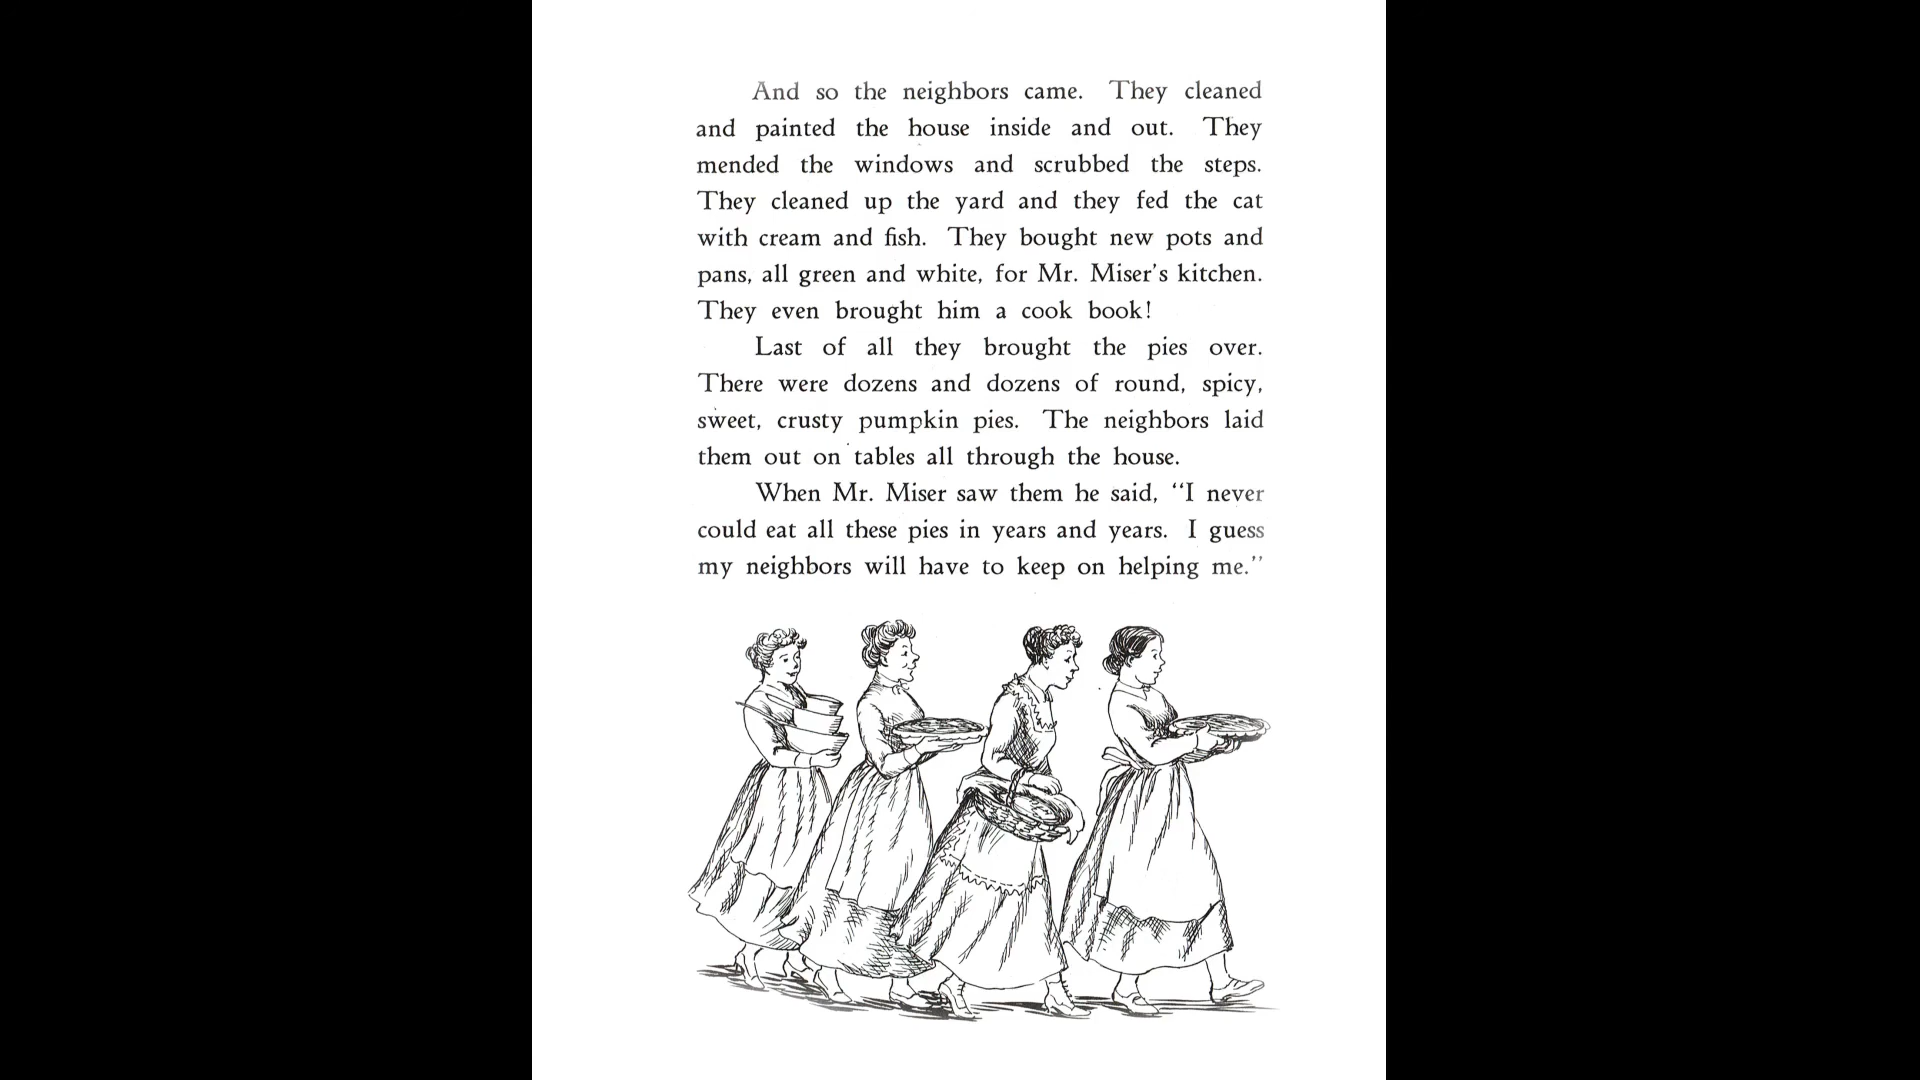 And so the neighbors came. They cleaned
and painted the house inside and out. They
mended the windows and scrubbed the steps.
They cleaned up the yard and they fed the cat
with cream and fish. They bought new pots and
pans, all green and white, for Mr. Miser's kitchen.
They even brought him a cook book!
Last of all they brought the pies over.
There were dozens and dozens of round, spicy,
sweet, crusty pumpkin pies. The neighbors laid
them out on tables all through the house.
When Mr. Miser saw them he said, "I never
could eat all these pies in years and years. I guess
my neighbors will have to keep on helping me."